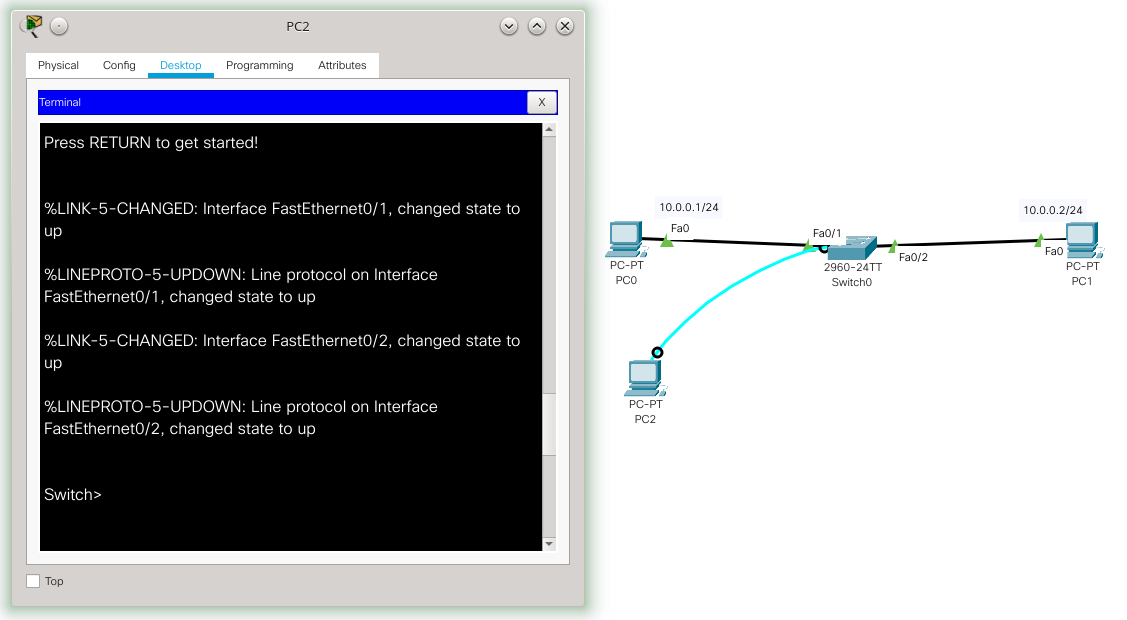 PC2
Physical Config Desktop Programming Attributes
Terminal
X
Press RETURN to get started!
%LINK-5-CHANGED: Interface FastEthernet0/1, changed state to
up
%LINEPROTO-5-UPDOWN: Line protocol on Interface
FastEthernet0/1, changed state to up
%LINK-5-CHANGED: Interface FastEthernet0/2, changed state to
up
%LINEPROTO-5-UPDOWN: Line protocol on Interface
FastEthernet0/2, changed state to up
Switch>
Top
10.0.0.1/24
Fa0
PC-PT
PC0
Fa0/1
2960-24TT
Switch0
Fa0/2
10.0.0.2/24
Fa0
PC-PT
PC1
PC-PT
PC2